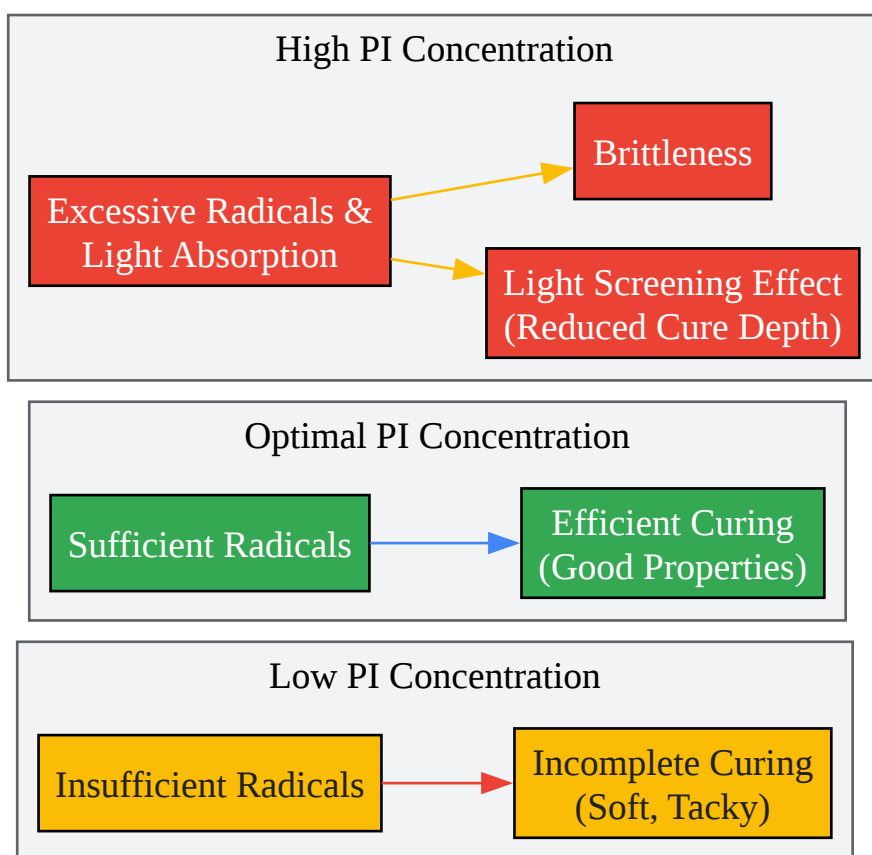 High PI Concentration
Brittleness
Excessive Radicals &
Light Absorption
Light Screening Effect
(Reduced Cure Depth)
Optimal PI Concentration
Sufficient Radicals
Efficient Curing
(Good Properties)
Low PI Concentration
Insufficient Radicals
Incomplete Curing
(Soft, Tacky)